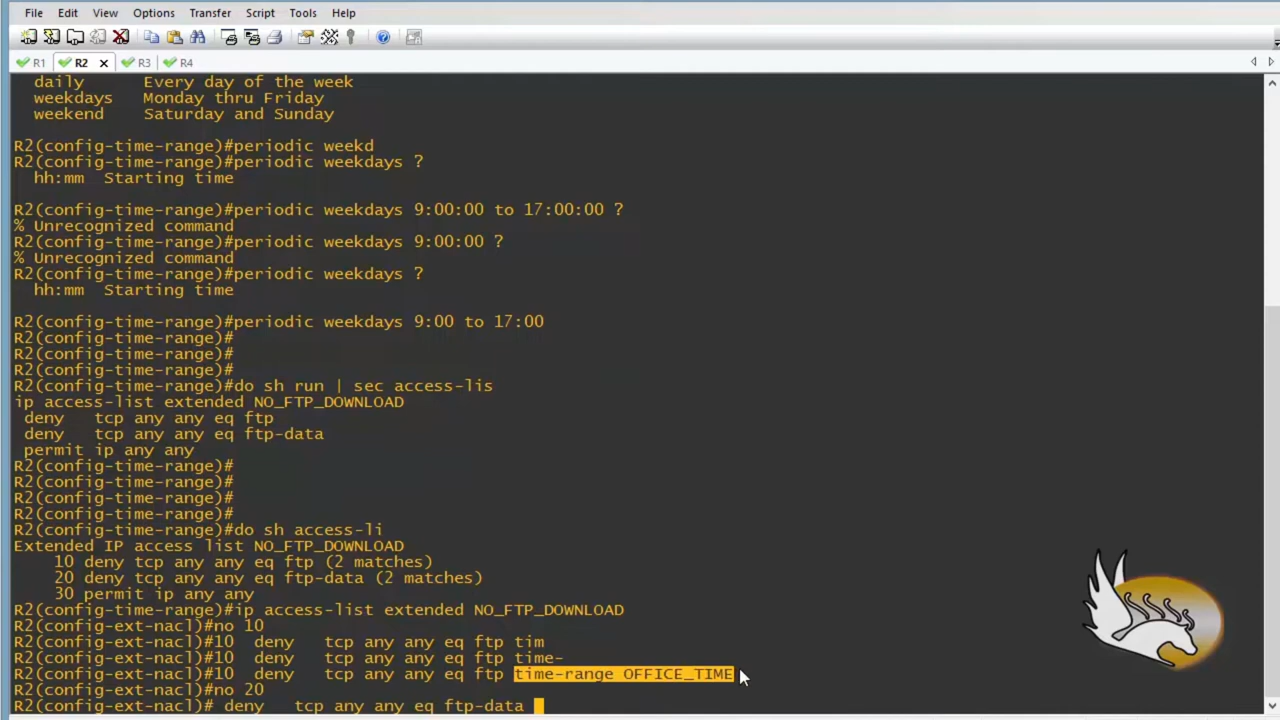 File Edit View Options Transfer Script Tools Help
R1 R2 R3 R4
daily Every day of the week
weekdays Monday thru Friday
weekend Saturday and Sunday
R2(config-time-range)#periodic weekd
R2(config-time-range)#periodic weekdays ?
hh:mm Starting time
R2(config-time-range)#periodic weekdays 9:00:00 to 17:00:00 ?
% Unrecognized command
R2(config-time-range)#periodic weekdays 9:00:00 ?
% Unrecognized command
R2(config-time-range)#periodic weekdays ?
hh:mm Starting time
R2(config-time-range)#periodic weekdays 9:00 to 17:00
R2(config-time-range)#
R2(config-time-range)#
R2(config-time-range)#
R2(config-time-range)#do sh run | sec access-lis
ip access-list extended NO_FTP_DOWNLOAD
deny tcp any any eq ftp
deny tcp any any eq ftp-data
permit ip any any
R2(config-time-range)#
R2(config-time-range)#
R2(config-time-range)#
R2(config-time-range)#
R2(config-time-range)#do sh access-li
Extended IP access list NO_FTP_DOWNLOAD
10 deny tcp any any eq ftp (2 matches)
20 deny tcp any any eq ftp-data (2 matches)
30 permit ip any any
R2(config-time-range)#ip access-list extended NO_FTP_DOWNLOAD
R2(config-ext-nacl)#no 10
R2(config-ext-nacl)#10 deny tcp any any eq ftp tim
R2(config-ext-nacl)#10 deny tcp any any eq ftp time-
R2(config-ext-nacl)#10 deny tcp any any eq ftp time-range OFFICE_TIME
R2(config-ext-nacl)#no 20
R2(config-ext-nacl)# deny tcp any any eq ftp-data